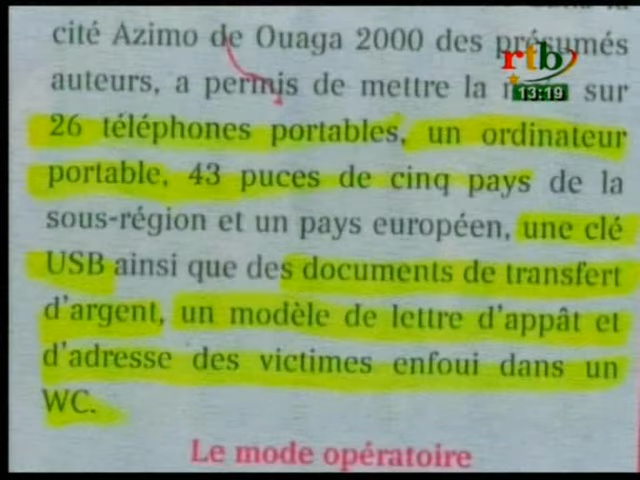 cité Azimo de Ouaga 2000 des présumés
auteurs, a permis de mettre la sur
26 téléphones portables, un ordinateur
portable, 43 puces de cinq pays de la
sous-région et un pays européen, une clé
USB ainsi que des documents de transfert
d'argent, un modèle de lettre d'appât et
d'adresse des victimes enfoui dans un
WC.
Le mode opératoire
rtb
13:19